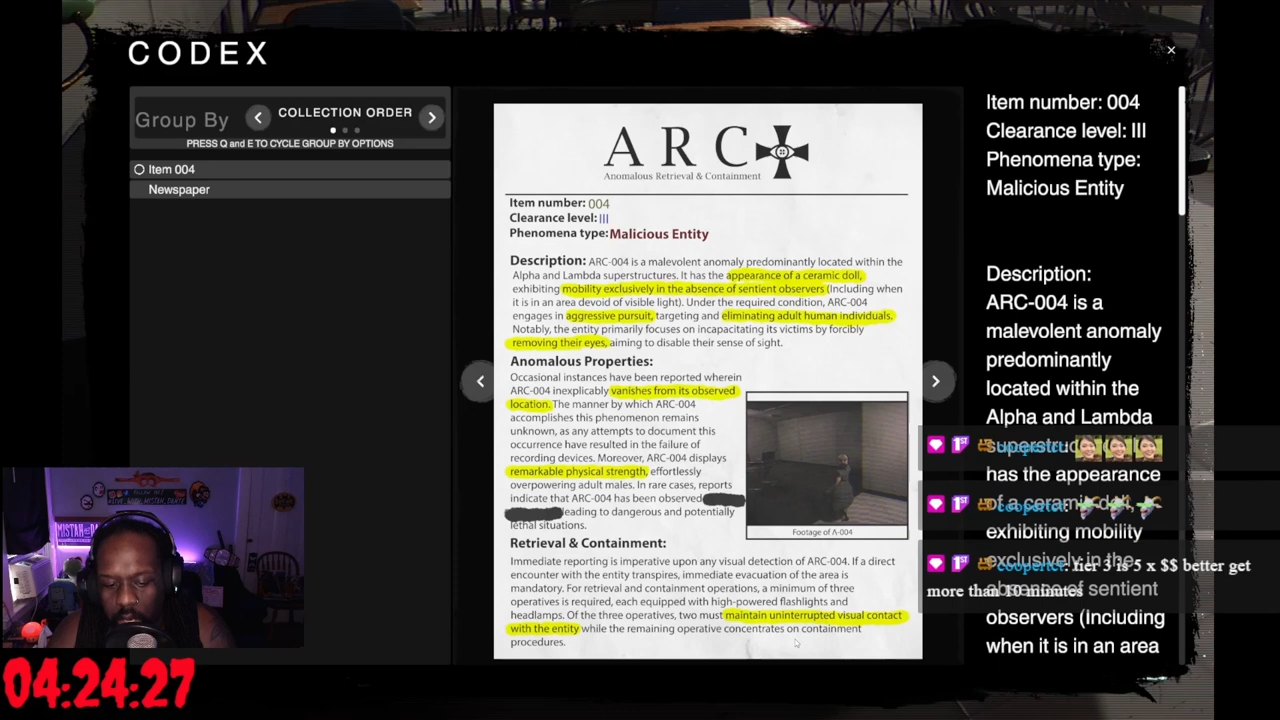 CODEX
×
Group By
COLLECTION ORDER
PRESS Q and E TO CYCLE GROUP BY OPTIONS
Item 004
Newspaper
ARC
Anomalous Retrieval & Containment
Item number: 004
Clearance level: III
Phenomena type: Malicious Entity
Description: ARC-004 is a malevolent anomaly predominantly located within the
Alpha and Lambda superstructures. It has the appearance of a ceramic doll,
exhibiting mobility exclusively in the absence of sentient observers (Including when
it is in an area devoid of visible light). Under the required condition, ARC-004
engages in aggressive pursuit, targeting and eliminating adult human individuals.
Notably, the entity primarily focuses on incapacitating its victims by forcibly
removing their eyes, aiming to disable their sense of sight.
Anomalous Properties:
Occasional instances have been reported wherein
ARC-004 inexplicably vanishes from its observed
location. The manner by which ARC-004
accomplishes this phenomenon remains
unknown, as any attempts to document this
occurrence have resulted in the failure of
recording devices. Moreover, ARC-004 displays
remarkable physical strength, effortlessly
overpowering adult males. In rare cases, reports
indicate that ARC-004 has been observed
leading to dangerous and potentially
lethal situations.
Footage of Λ-004
Retrieval & Containment:
Immediate reporting is imperative upon any visual detection of ARC-004. If a direct
encounter with the entity transpires, immediate evacuation of the area is
mandatory. For retrieval and containment operations, a minimum of three
operatives is required, each equipped with high-powered flashlights and
headlamps. Of the three operatives, two must maintain uninterrupted visual contact
with the entity while the remaining operative concentrates on containment
procedures.
Item number: 004
Clearance level: III
Phenomena type:
Malicious Entity
Description:
ARC-004 is a
malevolent anomaly
predominantly
located within the
Alpha and Lambda
has the appearance
exhibiting mobility
exclusively in the
of sentient
observers (Including
when it is in an area
tier 3 is 5 x $$ better get
more than 10 minutes
04:24:27